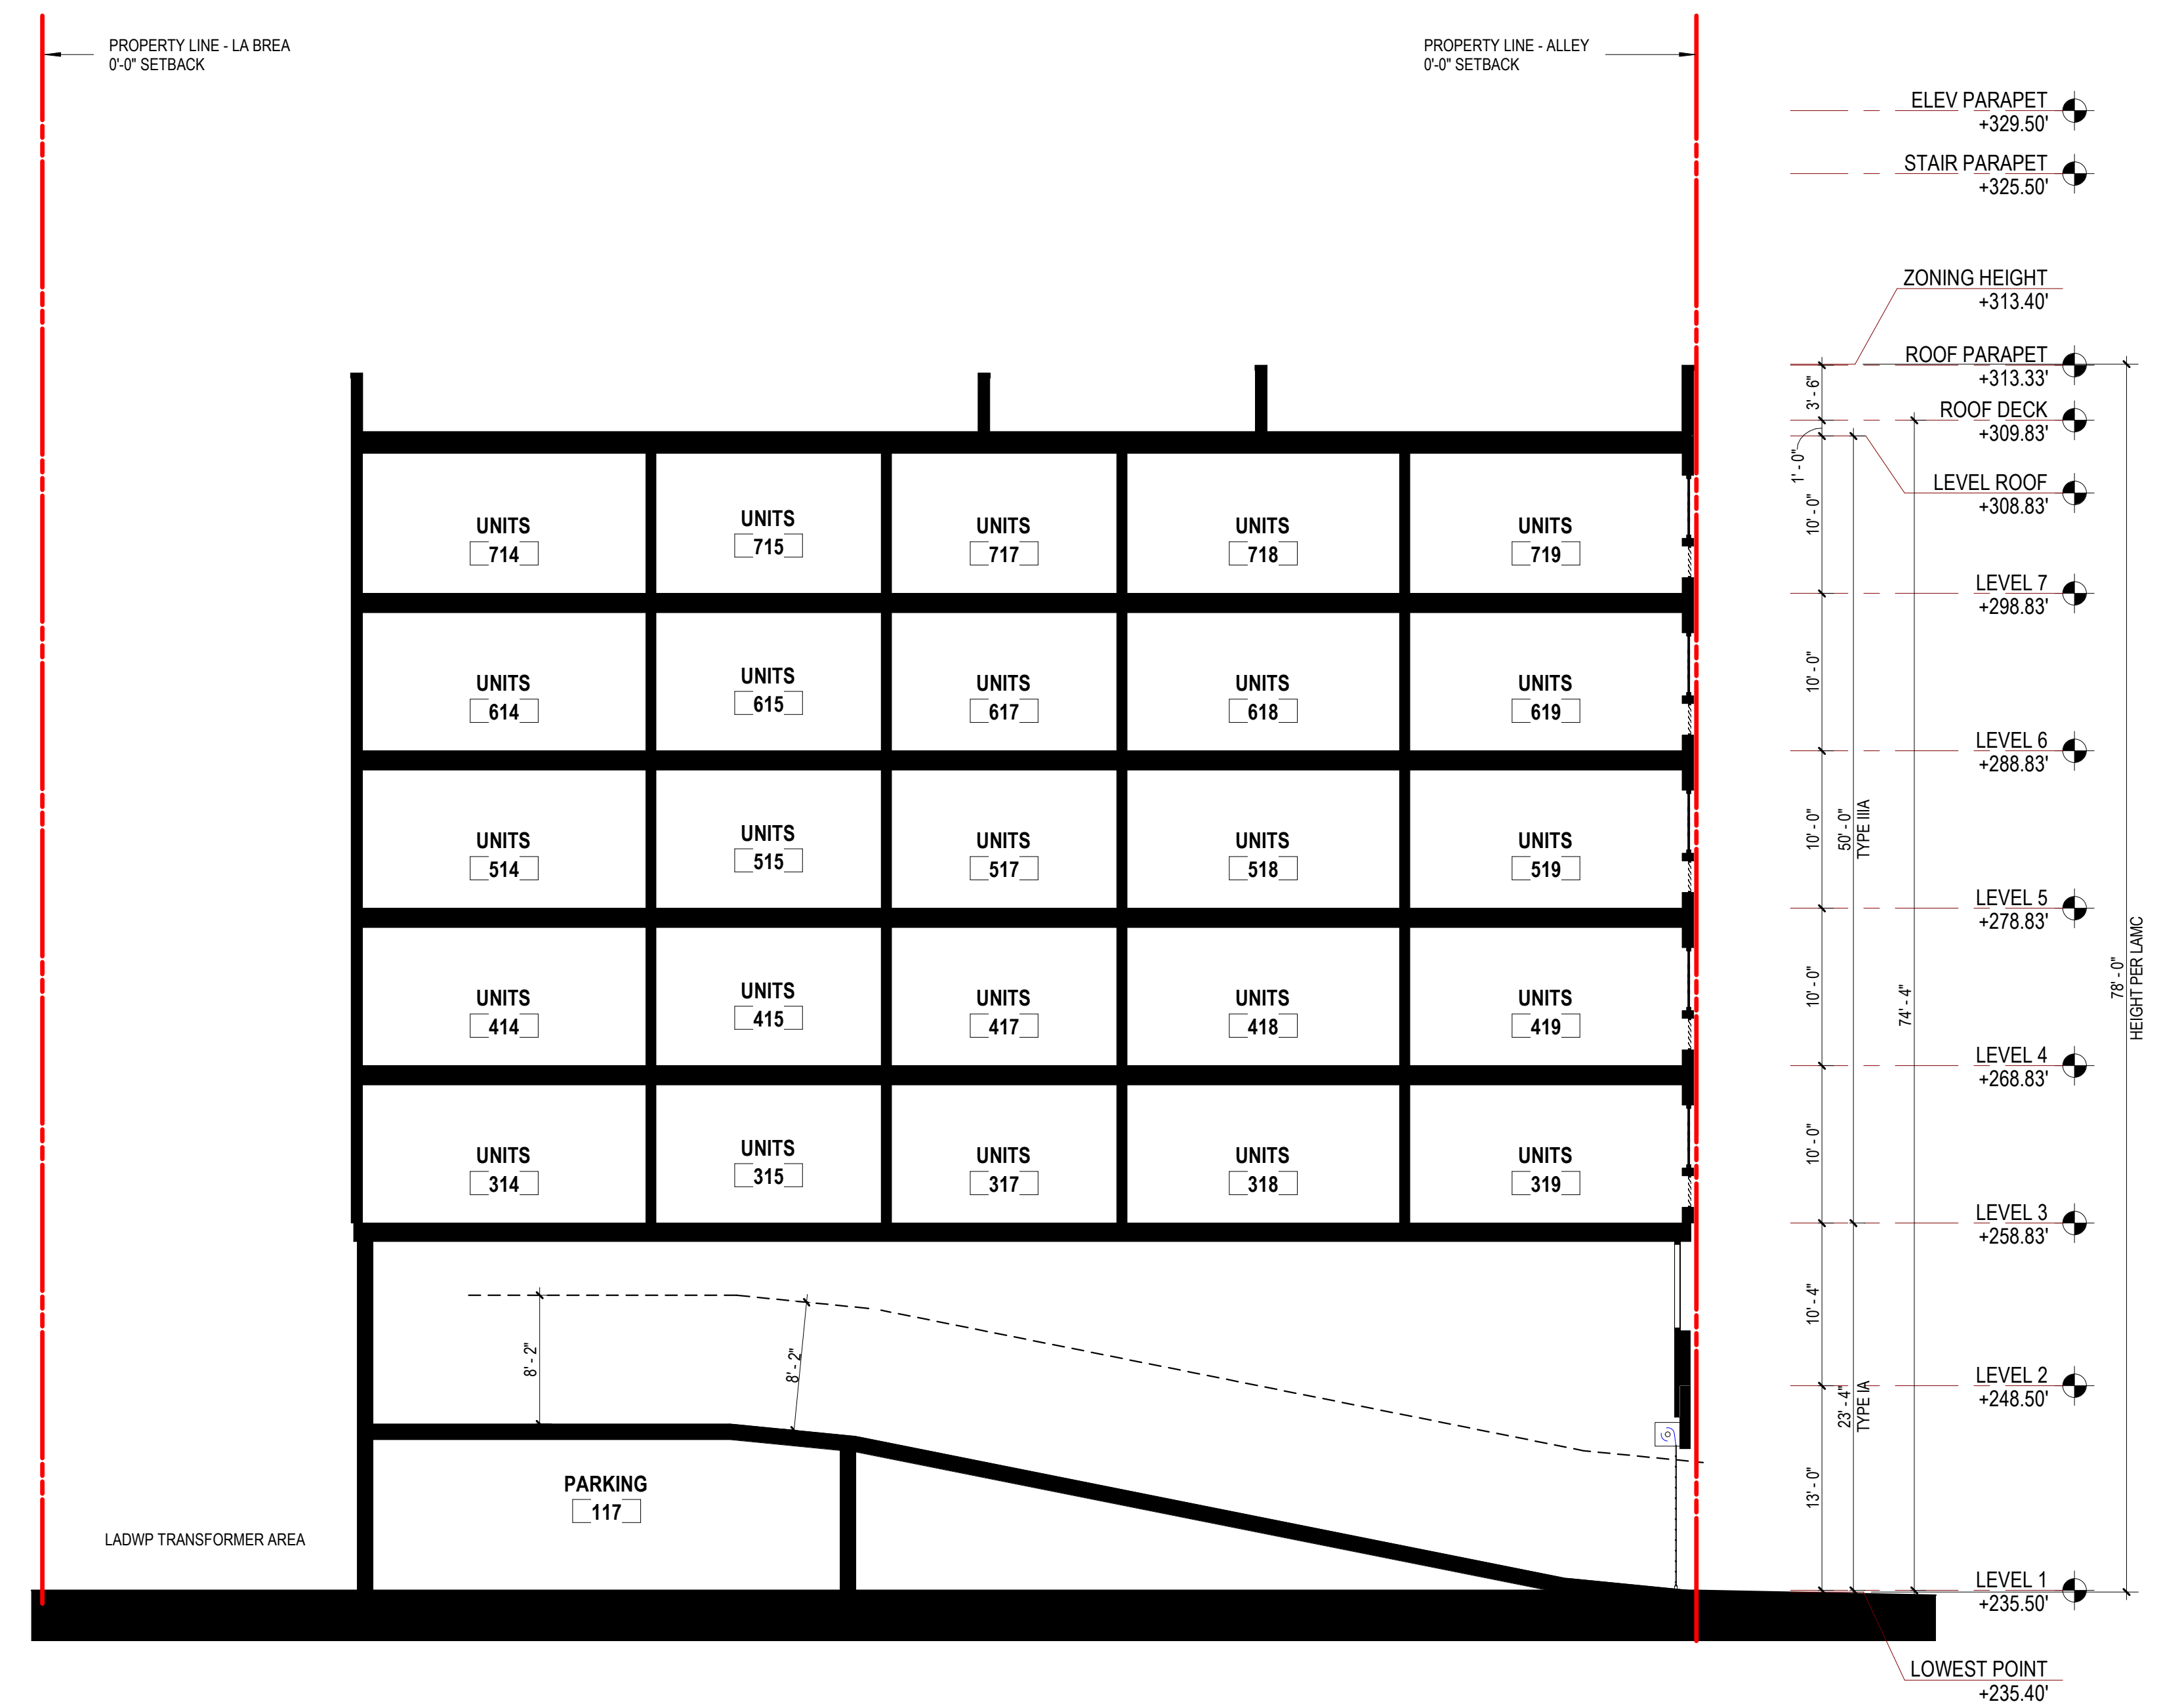 PROPERTY LINE - LA BREA
0'-0" SETBACK
PROPERTY LINE - ALLEY
0'-0" SETBACK
ELEV PARAPET
+329.50'
STAIR PARAPET
+325.50'
ZONING HEIGHT
+313.40'
ROOF PARAPET
+313.33'
3' - 6"
ROOF DECK
+309.83'
1' - 0"
LEVEL ROOF
+308.83'
UNITS
714
UNITS
715
UNITS
717
UNITS
718
UNITS
719
10' - 0"
LEVEL 7
+298.83'
UNITS
614
UNITS
615
UNITS
617
UNITS
618
UNITS
619
10' - 0"
LEVEL 6
+288.83'
UNITS
514
UNITS
515
UNITS
517
UNITS
518
UNITS
519
10' - 0"
50' - 0"
TYPE IIIA
LEVEL 5
+278.83'
UNITS
414
UNITS
415
UNITS
417
UNITS
418
UNITS
419
10' - 0"
74' - 4"
78' - 0"
HEIGHT PER LAMC
LEVEL 4
+268.83'
UNITS
314
UNITS
315
UNITS
317
UNITS
318
UNITS
319
10' - 0"
LEVEL 3
+258.83'
8' - 2"
8' - 2"
10' - 4"
LEVEL 2
+248.50'
23' - 4"
TYPE IA
PARKING
117
13' - 0"
LADWP TRANSFORMER AREA
LEVEL 1
+235.50'
LOWEST POINT
+235.40'